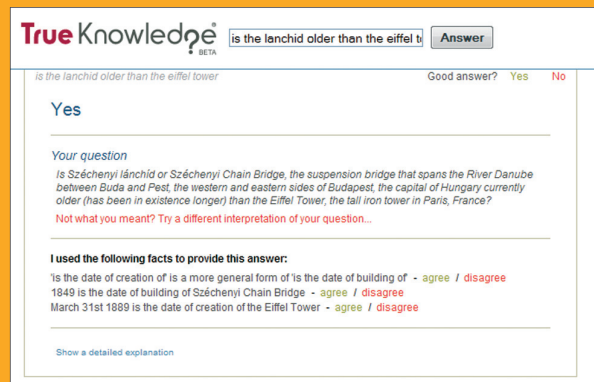 True Knowledge
BETA
is the lanchid older than the eiffel t
Answer
is the lanchid older than the eiffel tower
Good answer? Yes No
Yes
Your question
Is Széchenyi lánchíd or Széchenyi Chain Bridge, the suspension bridge that spans the River Danube
between Buda and Pest, the western and eastern sides of Budapest, the capital of Hungary currently
older (has been in existence longer) than the Eiffel Tower, the tall iron tower in Paris, France?
Not what you meant? Try a different interpretation of your question...
I used the following facts to provide this answer:
'is the date of creation of' is a more general form of 'is the date of building of' - agree / disagree
1849 is the date of building of Széchenyi Chain Bridge - agree / disagree
March 31st 1889 is the date of creation of the Eiffel Tower - agree / disagree
Show a detailed explanation